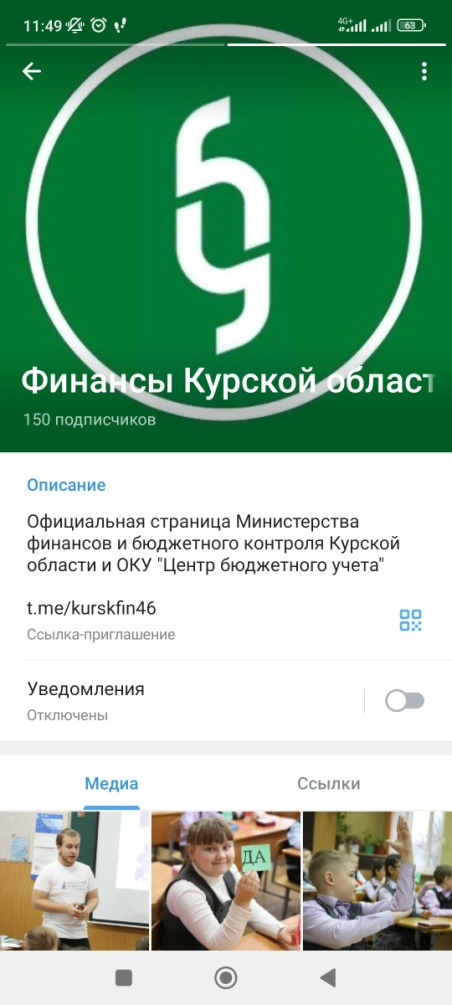 11:49
4G+
63
Финансы Курской област
150 подписчиков
Описание
Официальная страница Министерства
финансов и бюджетного контроля Курской
области и ОКУ "Центр бюджетного учета"
t.me/kurskfin46
Ссылка-приглашение
Уведомления
Отключены
Медиа
Ссылки
ДА